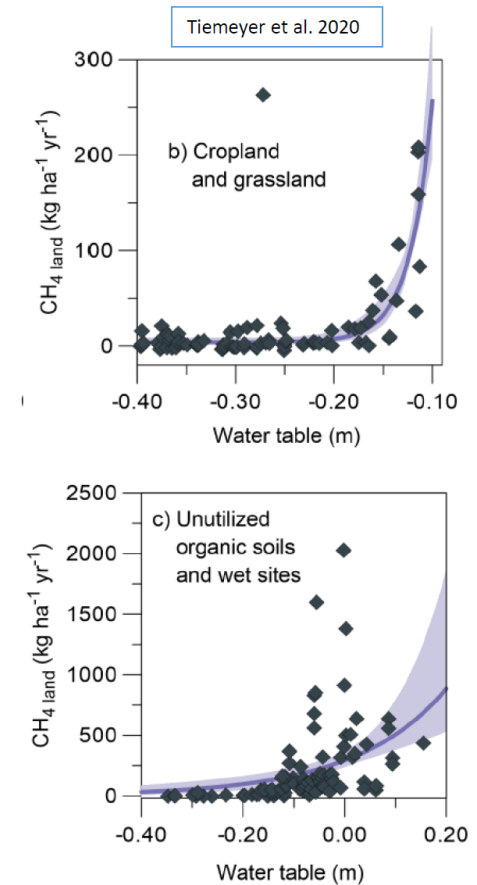 Tiemeyer et al. 2020
300
200
100
0
CH4 land (kg ha-1 yr-1)
b) Cropland
and grassland
-0.40 -0.30 -0.20 -0.10
Water table (m)
2500
2000
1500
1000
500
0
CH4 land (kg ha-1 yr-1)
c) Unutilized
organic soils
and wet sites
-0.40 -0.20 0.00 0.20
Water table (m)